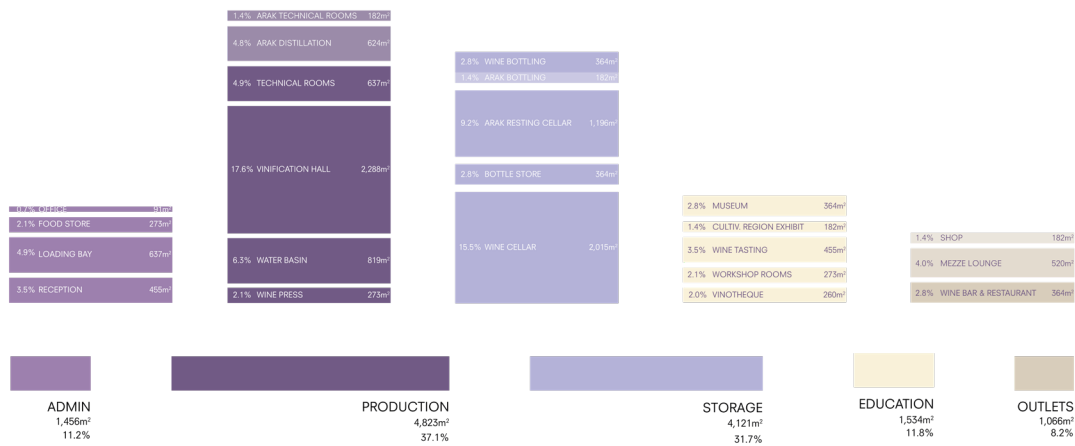 1.4% ARAK TECHNICAL ROOMS 182m²
4.8% ARAK DISTILLATION 624m²
4.9% TECHNICAL ROOMS 637m²
17.6% VINIFICATION HALL 2,288m²
6.3% WATER BASIN 819m²
2.1% WINE PRESS 273m²
2.8% WINE BOTTLING 364m²
1.4% ARAK BOTTLING 182m²
9.2% ARAK RESTING CELLAR 1,196m²
2.8% BOTTLE STORE 364m²
15.5% WINE CELLAR 2,015m²
0.7% OFFICE 91m²
2.1% FOOD STORE 273m²
4.9% LOADING BAY 637m²
3.5% RECEPTION 455m²
2.8% MUSEUM 364m²
1.4% CULTIV. REGION EXHIBIT 182m²
3.5% WINE TASTING 455m²
2.1% WORKSHOP ROOMS 273m²
2.0% VINOTHEQUE 260m²
1.4% SHOP 182m²
4.0% MEZZE LOUNGE 520m²
2.8% WINE BAR & RESTAURANT 364m²
ADMIN
1,456m²
11.2%
PRODUCTION
4,823m²
37.1%
STORAGE
4,121m²
31.7%
EDUCATION
1,534m²
11.8%
OUTLETS
1,066m²
8.2%